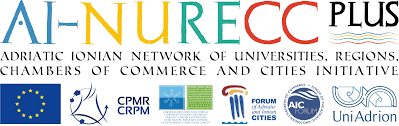 AI-NURECC PLUS
ADRIATIC IONIAN NETWORK OF UNIVERSITIES, REGIONS,
CHAMBERS OF COMMERCE AND CITIES INITIATIVE
CPMR
CRPM
FORUM
of Adriatic
and Ionian
CITIES
AIC
FORUM
UniAdrion